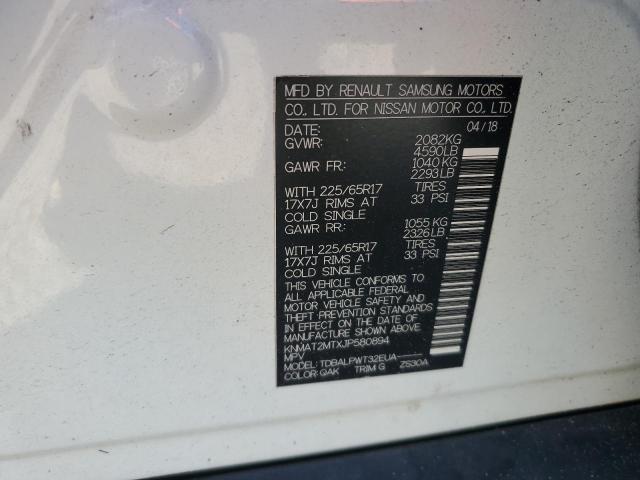 MFD BY RENAULT SAMSUNG MOTORS
CO., LTD. FOR NISSAN MOTOR CO., LTD.
DATE: 04/18
GVWR: 2082KG
4590LB
GAWR FR: 1040KG
2293LB
WITH 225/65R17 TIRES
17X7J RIMS AT 33 PSI
COLD SINGLE
GAWR RR: 1055 KG
2326LB
WITH 225/65R17 TIRES
17X7J RIMS AT 33 PSI
COLD SINGLE
THIS VEHICLE CONFORMS TO
ALL APPLICABLE FEDERAL
MOTOR VEHICLE SAFETY AND
THEFT-PREVENTION STANDARDS
IN EFFECT ON THE DATE OF
MANUFACTURE SHOWN ABOVE.
KNMAT2MTXJP580894
MPV
MODEL: TDBALPWT32EUA-----
COLOR: QAK TRIM G ZS30A